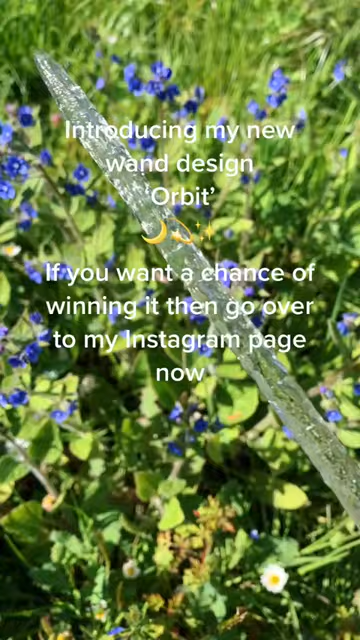 Introducing my new
wand design
Orbit’
🌙💫✨
If you want a chance of
winning it then go over
to my Instagram page
now